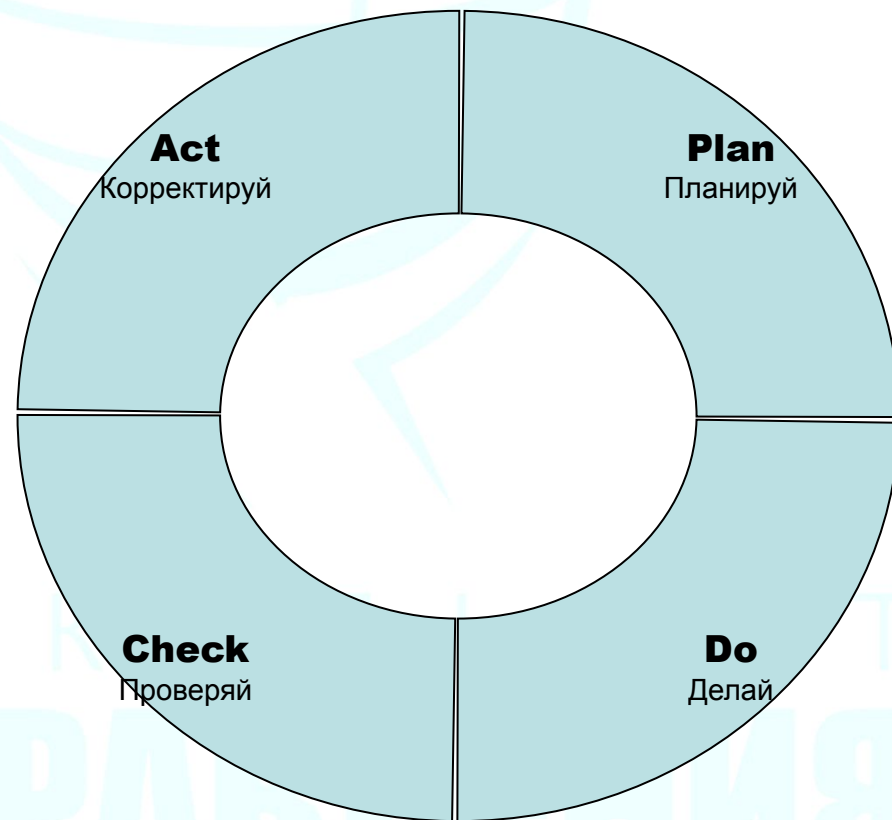 Act
Корректируй
Plan
Планируй
Check
Проверяй
Do
Делай